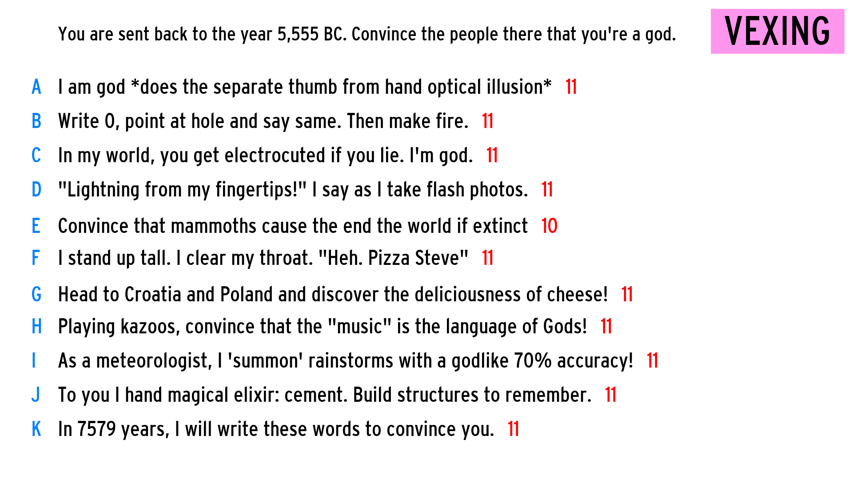 You are sent back to the year 5,555 BC. Convince the people there that you're a god.
VEXING
A I am god *does the separate thumb from hand optical illusion* 11
B Write 0, point at hole and say same. Then make fire. 11
C In my world, you get electrocuted if you lie. I'm god. 11
D "Lightning from my fingertips!" I say as I take flash photos. 11
E Convince that mammoths cause the end the world if extinct 10
F I stand up tall. I clear my throat. "Heh. Pizza Steve" 11
G Head to Croatia and Poland and discover the deliciousness of cheese! 11
H Playing kazoos, convince that the "music" is the language of Gods! 11
I As a meteorologist, I 'summon' rainstorms with a godlike 70% accuracy! 11
J To you I hand magical elixir: cement. Build structures to remember. 11
K In 7579 years, I will write these words to convince you. 11